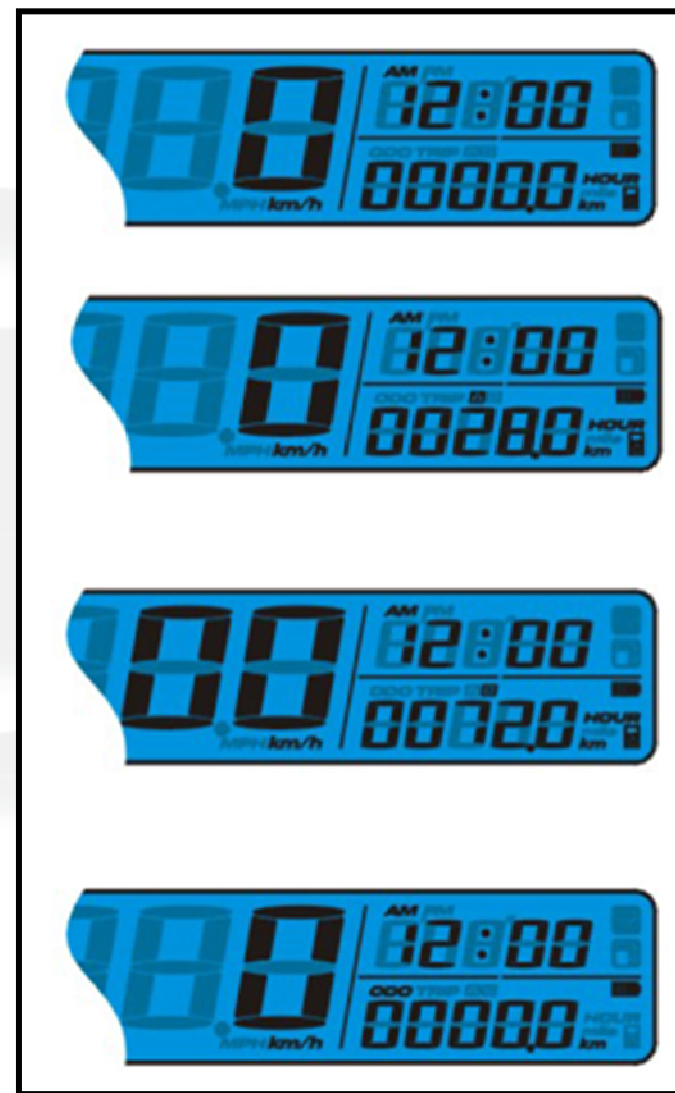 AM PM
0 12:00
ODO TRIP
0000.0 HOUR
mile
MPH km/h km
AM PM
0 12:00
ODO TRIP A
0028.0 HOUR
mile
MPH km/h km
AM PM
00 12:00
ODO TRIP
0072.0 HOUR
mile
MPH km/h km
AM PM
0 12:00
ODO TRIP
0000.0 HOUR
mile
MPH km/h km